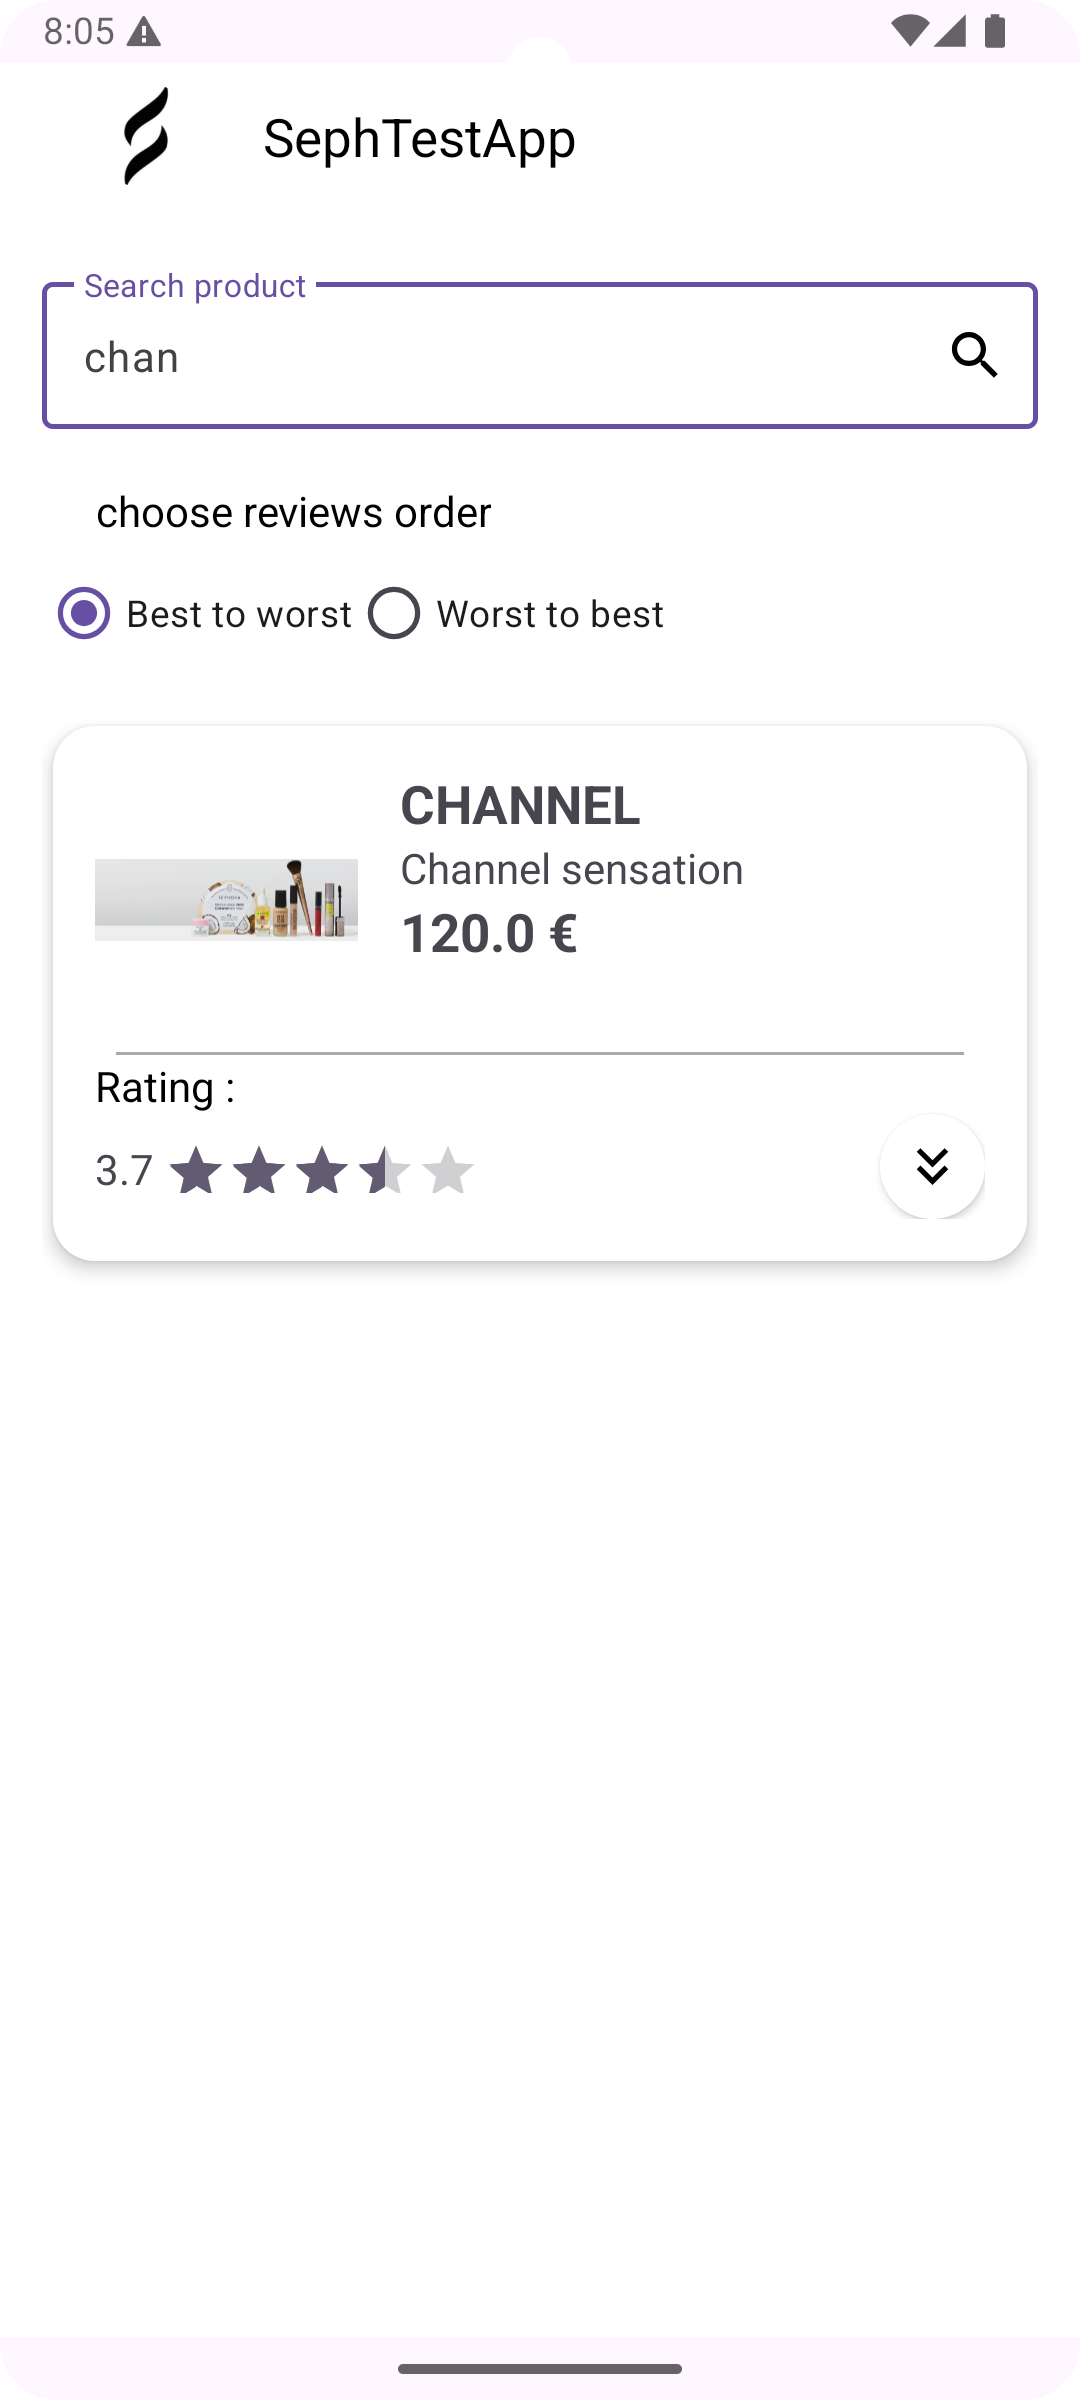 8:05
SephTestApp
Search product
chan
choose reviews order
Best to worst Worst to best
CHANNEL
Channel sensation
120.0 €
Rating :
3.7